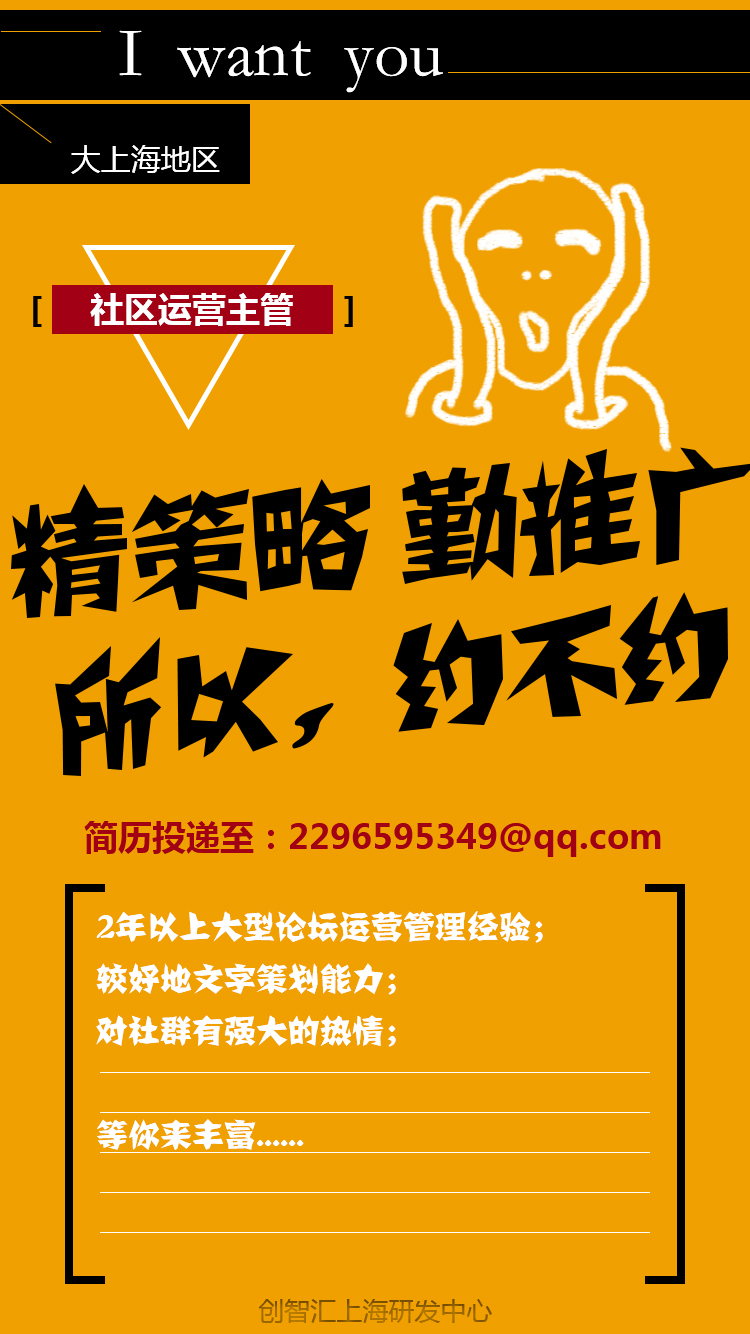 I want you
大上海地区
[ 社区运营主管 ]
精策略 勤推广
所以，约不约
简历投递至：2296595349@qq.com
2年以上大型论坛运营管理经验；
较好地文字策划能力；
对社群有强大的热情；
等你来丰富......
创智汇上海研发中心